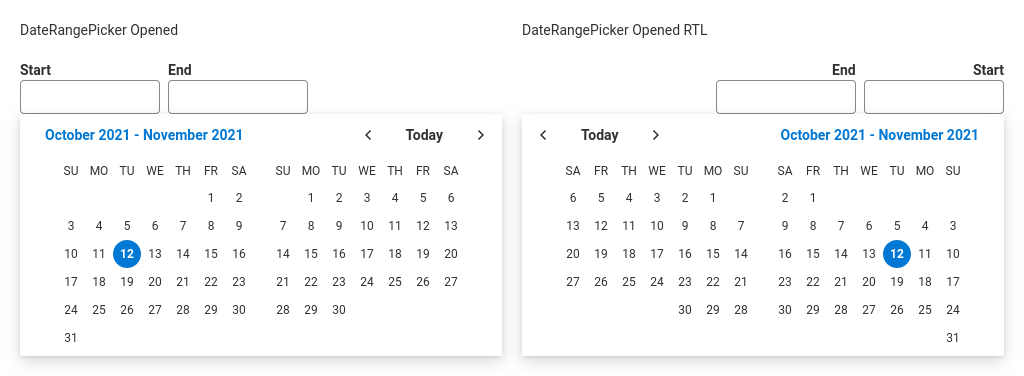 DateRangePicker Opened
Start End
October 2021 - November 2021 Today
SU MO TU WE TH FR SA SU MO TU WE TH FR SA
1 2 1 2 3 4 5 6
3 4 5 6 7 8 9 7 8 9 10 11 12 13
10 11 12 13 14 15 16 14 15 16 17 18 19 20
17 18 19 20 21 22 23 21 22 23 24 25 26 27
24 25 26 27 28 29 30 28 29 30
31
DateRangePicker Opened RTL
End Start
Today October 2021 - November 2021
SA FR TH WE TU MO SU SA FR TH WE TU MO SU
6 5 4 3 2 1 2 1
13 12 11 10 9 8 7 9 8 7 6 5 4 3
20 19 18 17 16 15 14 16 15 14 13 12 11 10
27 26 25 24 23 22 21 23 22 21 20 19 18 17
30 29 28 30 29 28 27 26 25 24
31